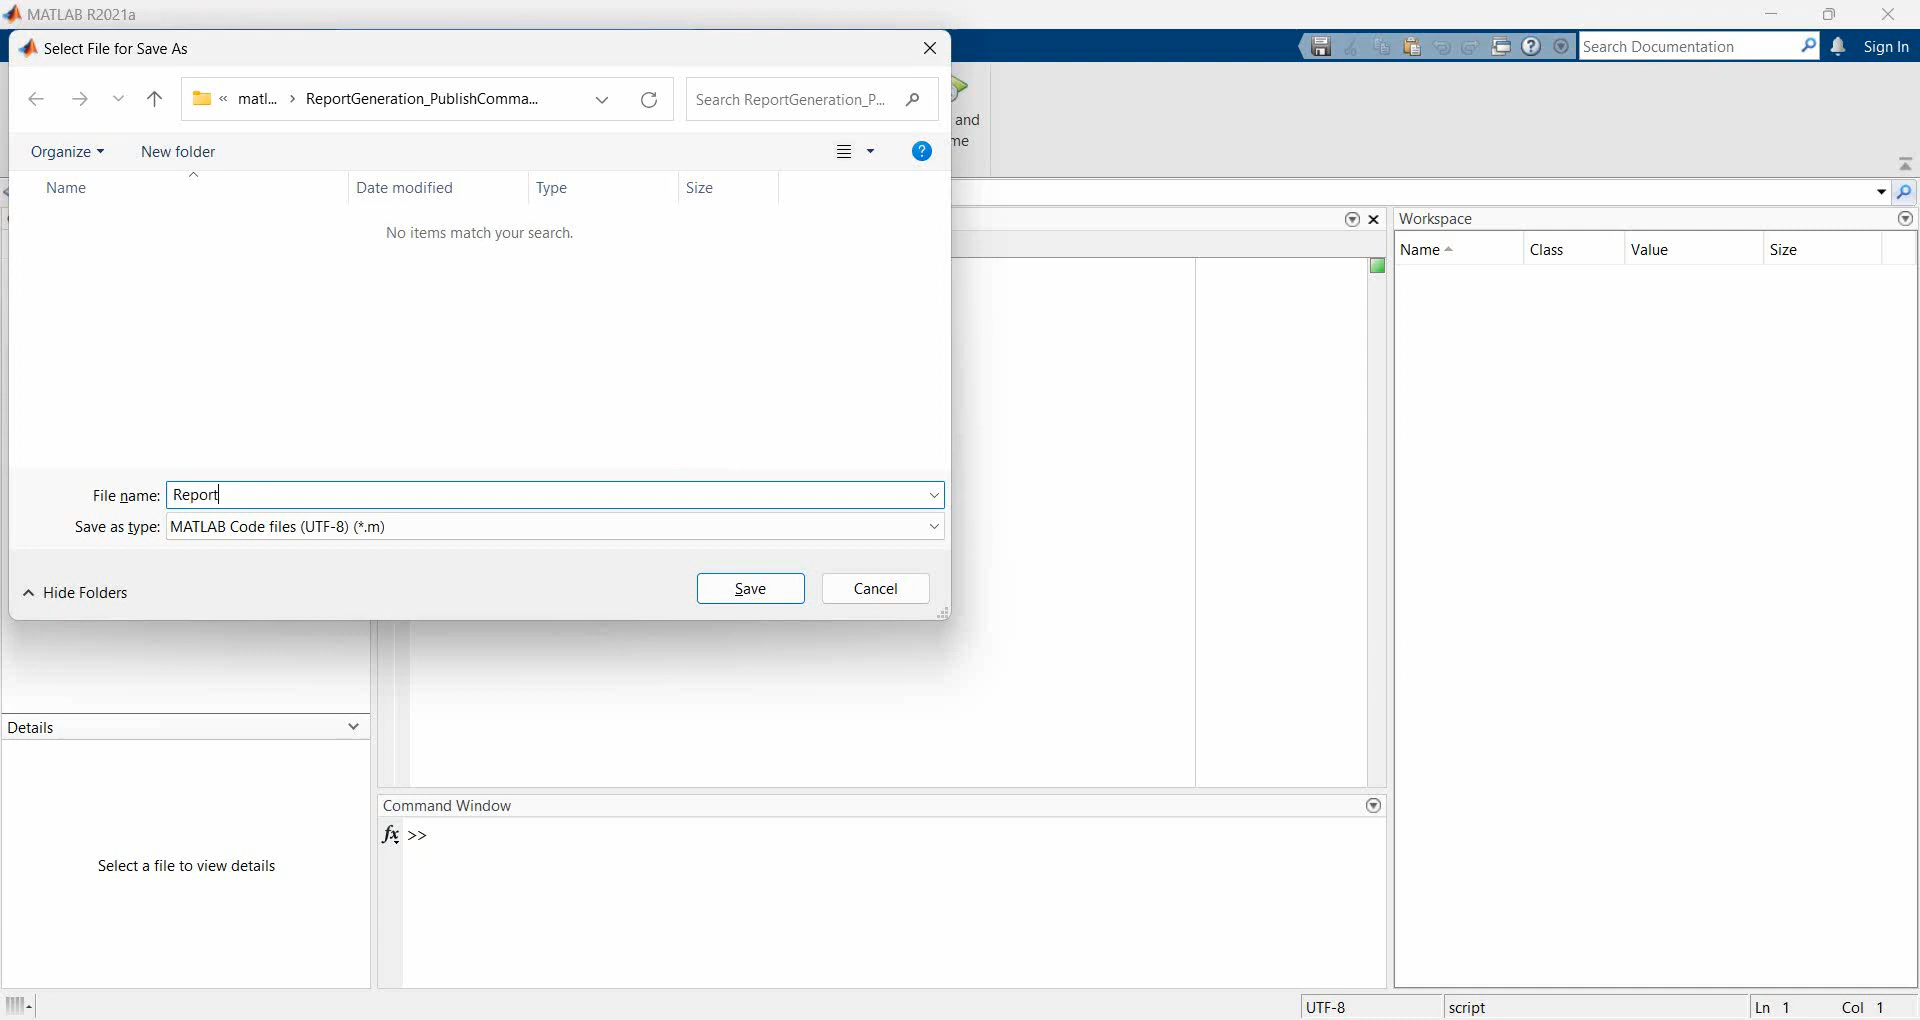 MATLAB R2021a
Select File for Save As
Search Documentation
Sign In
« matl... > ReportGeneration_PublishComma...
Search ReportGeneration_P...
and
me
Organize
New folder
Name
Date modified
Type
Size
No items match your search.
Workspace
Name
Class
Value
Size
File name: Report
Save as type: MATLAB Code files (UTF-8) (*.m)
Hide Folders
Save
Cancel
Details
Select a file to view details
Command Window
fx >>
UTF-8
script
Ln 1
Col 1